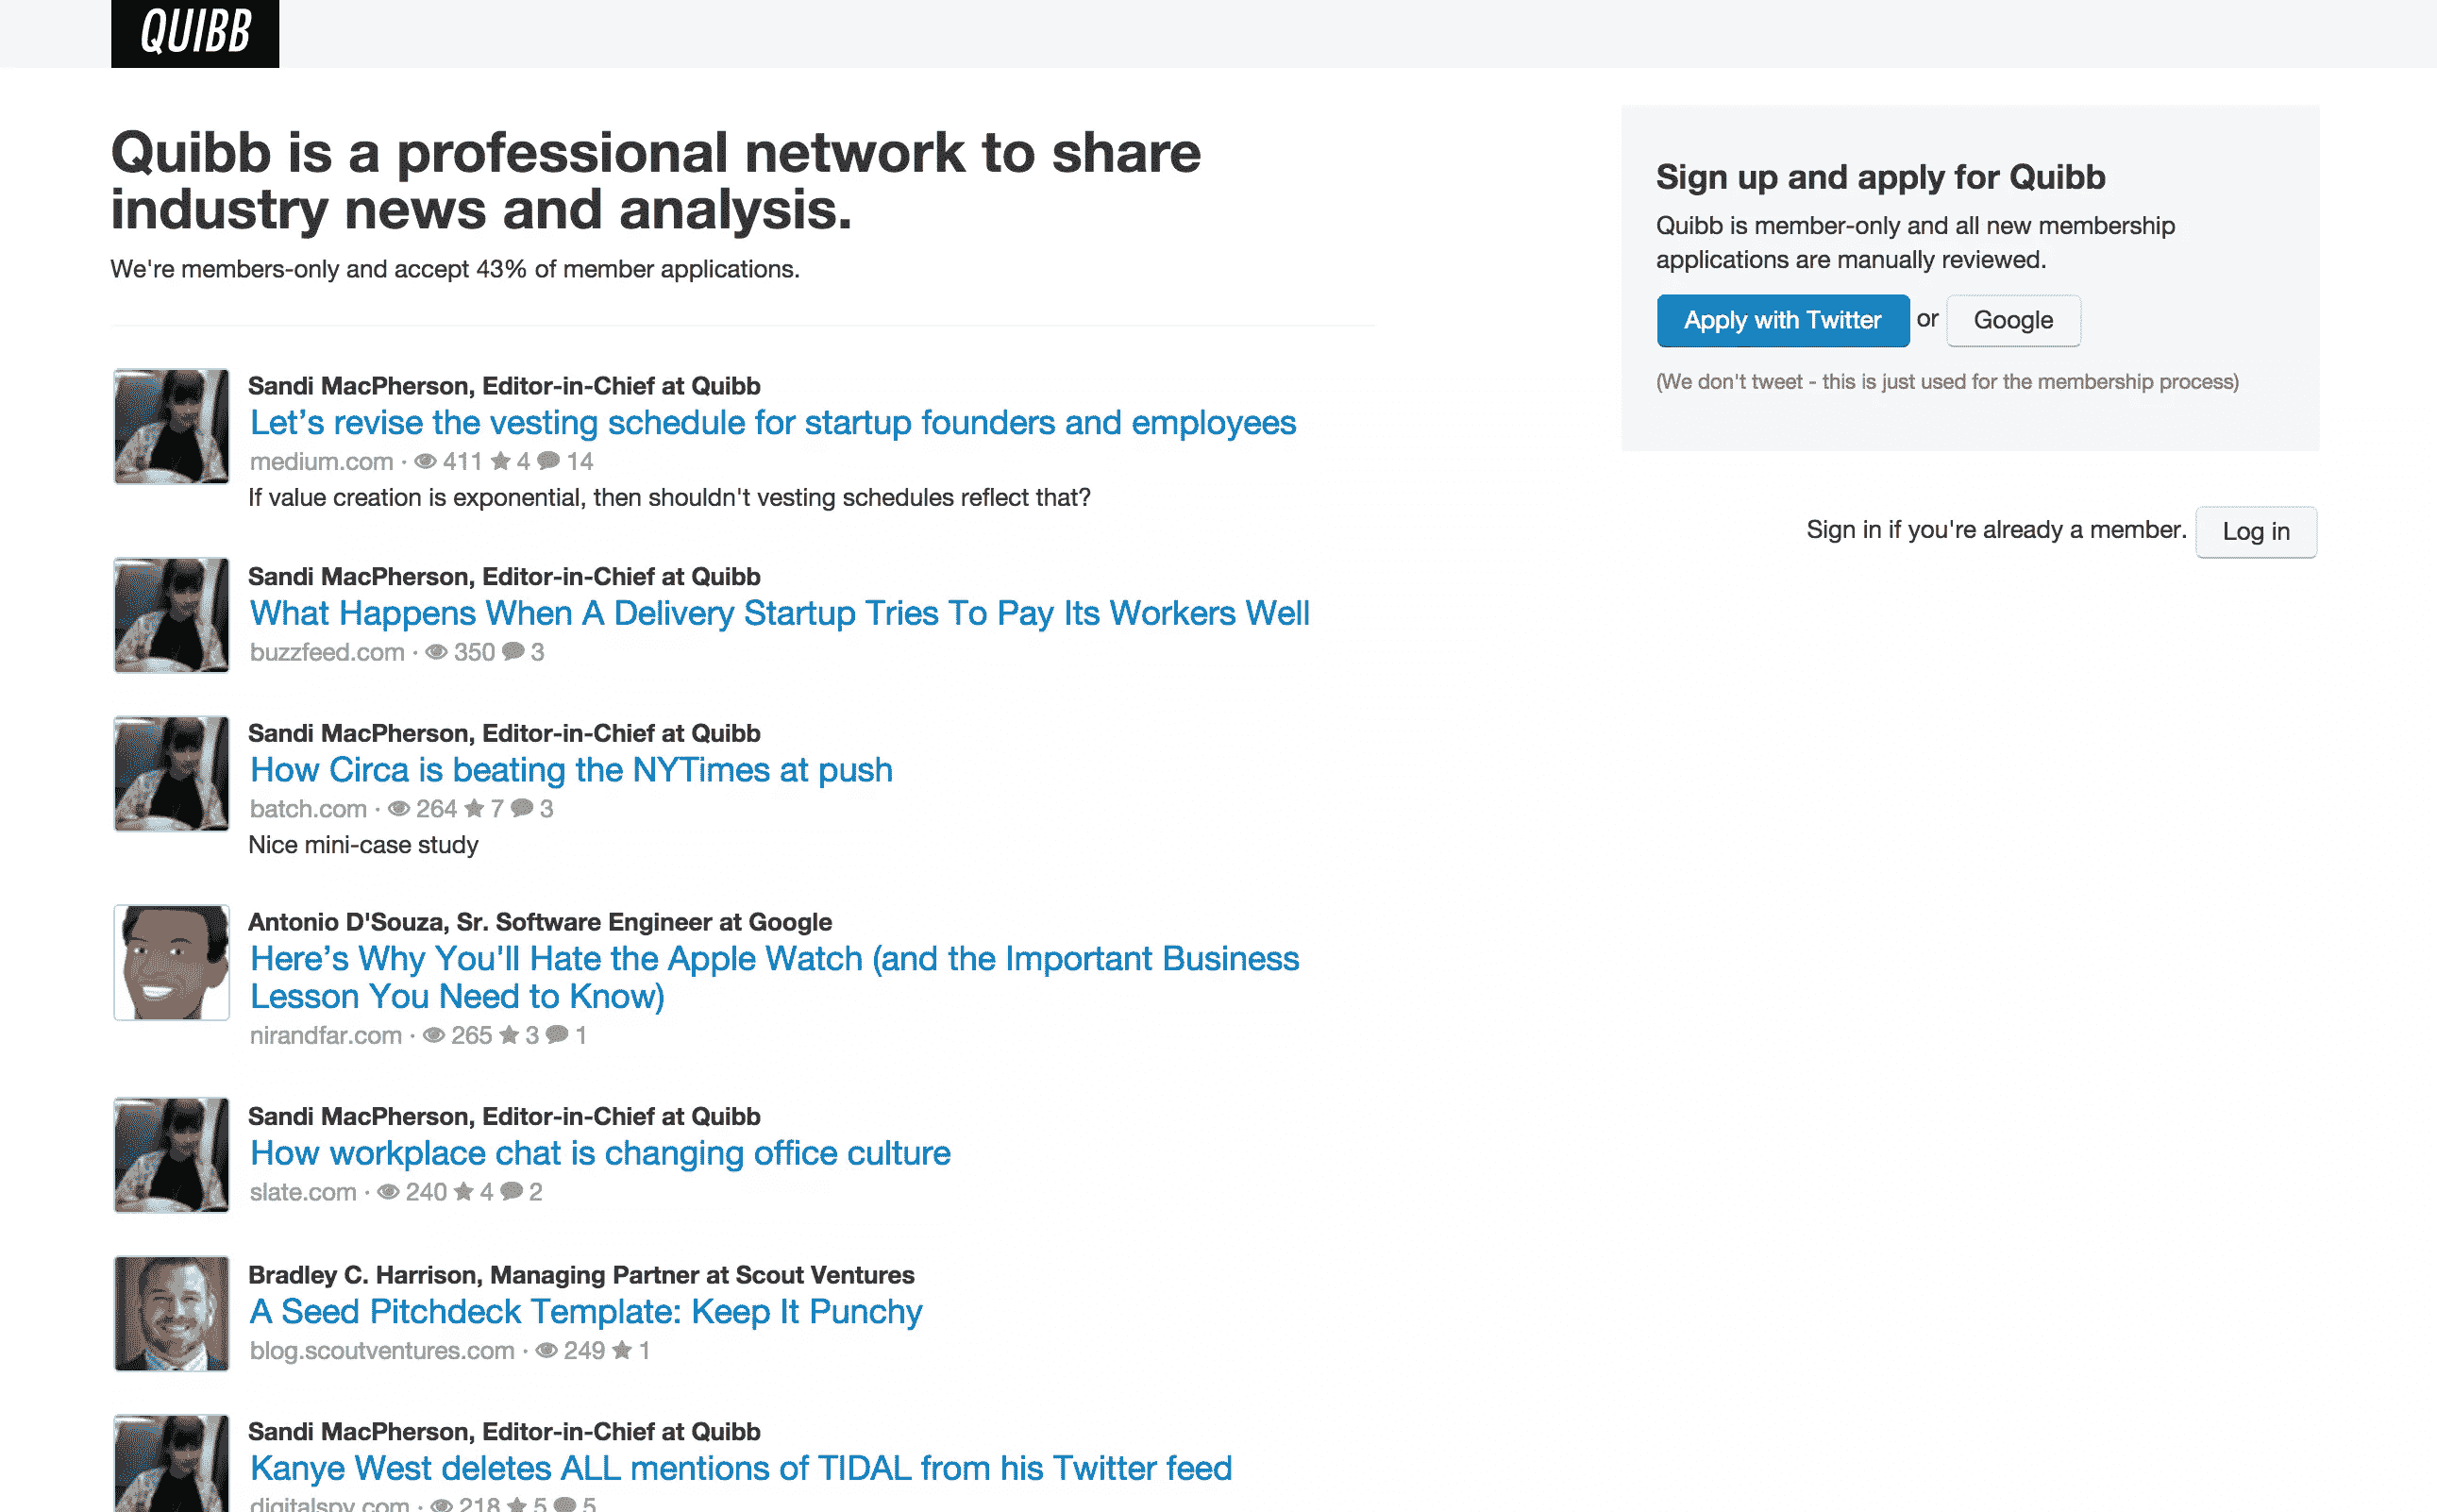 QUIBB
Quibb is a professional network to share
industry news and analysis.
We're members-only and accept 43% of member applications.
Sandi MacPherson, Editor-in-Chief at Quibb
Let’s revise the vesting schedule for startup founders and employees
medium.com · 411 4 14
If value creation is exponential, then shouldn't vesting schedules reflect that?
Sandi MacPherson, Editor-in-Chief at Quibb
What Happens When A Delivery Startup Tries To Pay Its Workers Well
buzzfeed.com · 350 3
Sandi MacPherson, Editor-in-Chief at Quibb
How Circa is beating the NYTimes at push
batch.com · 264 7 3
Nice mini-case study
Antonio D'Souza, Sr. Software Engineer at Google
Here’s Why You'll Hate the Apple Watch (and the Important Business
Lesson You Need to Know)
nirandfar.com · 265 3 1
Sandi MacPherson, Editor-in-Chief at Quibb
How workplace chat is changing office culture
slate.com · 240 4 2
Bradley C. Harrison, Managing Partner at Scout Ventures
A Seed Pitchdeck Template: Keep It Punchy
blog.scoutventures.com · 249 1
Sandi MacPherson, Editor-in-Chief at Quibb
Kanye West deletes ALL mentions of TIDAL from his Twitter feed
digitalspy.com · 218 5 5
Sign up and apply for Quibb
Quibb is member-only and all new membership
applications are manually reviewed.
Apply with Twitter or Google
(We don't tweet - this is just used for the membership process)
Sign in if you're already a member. Log in